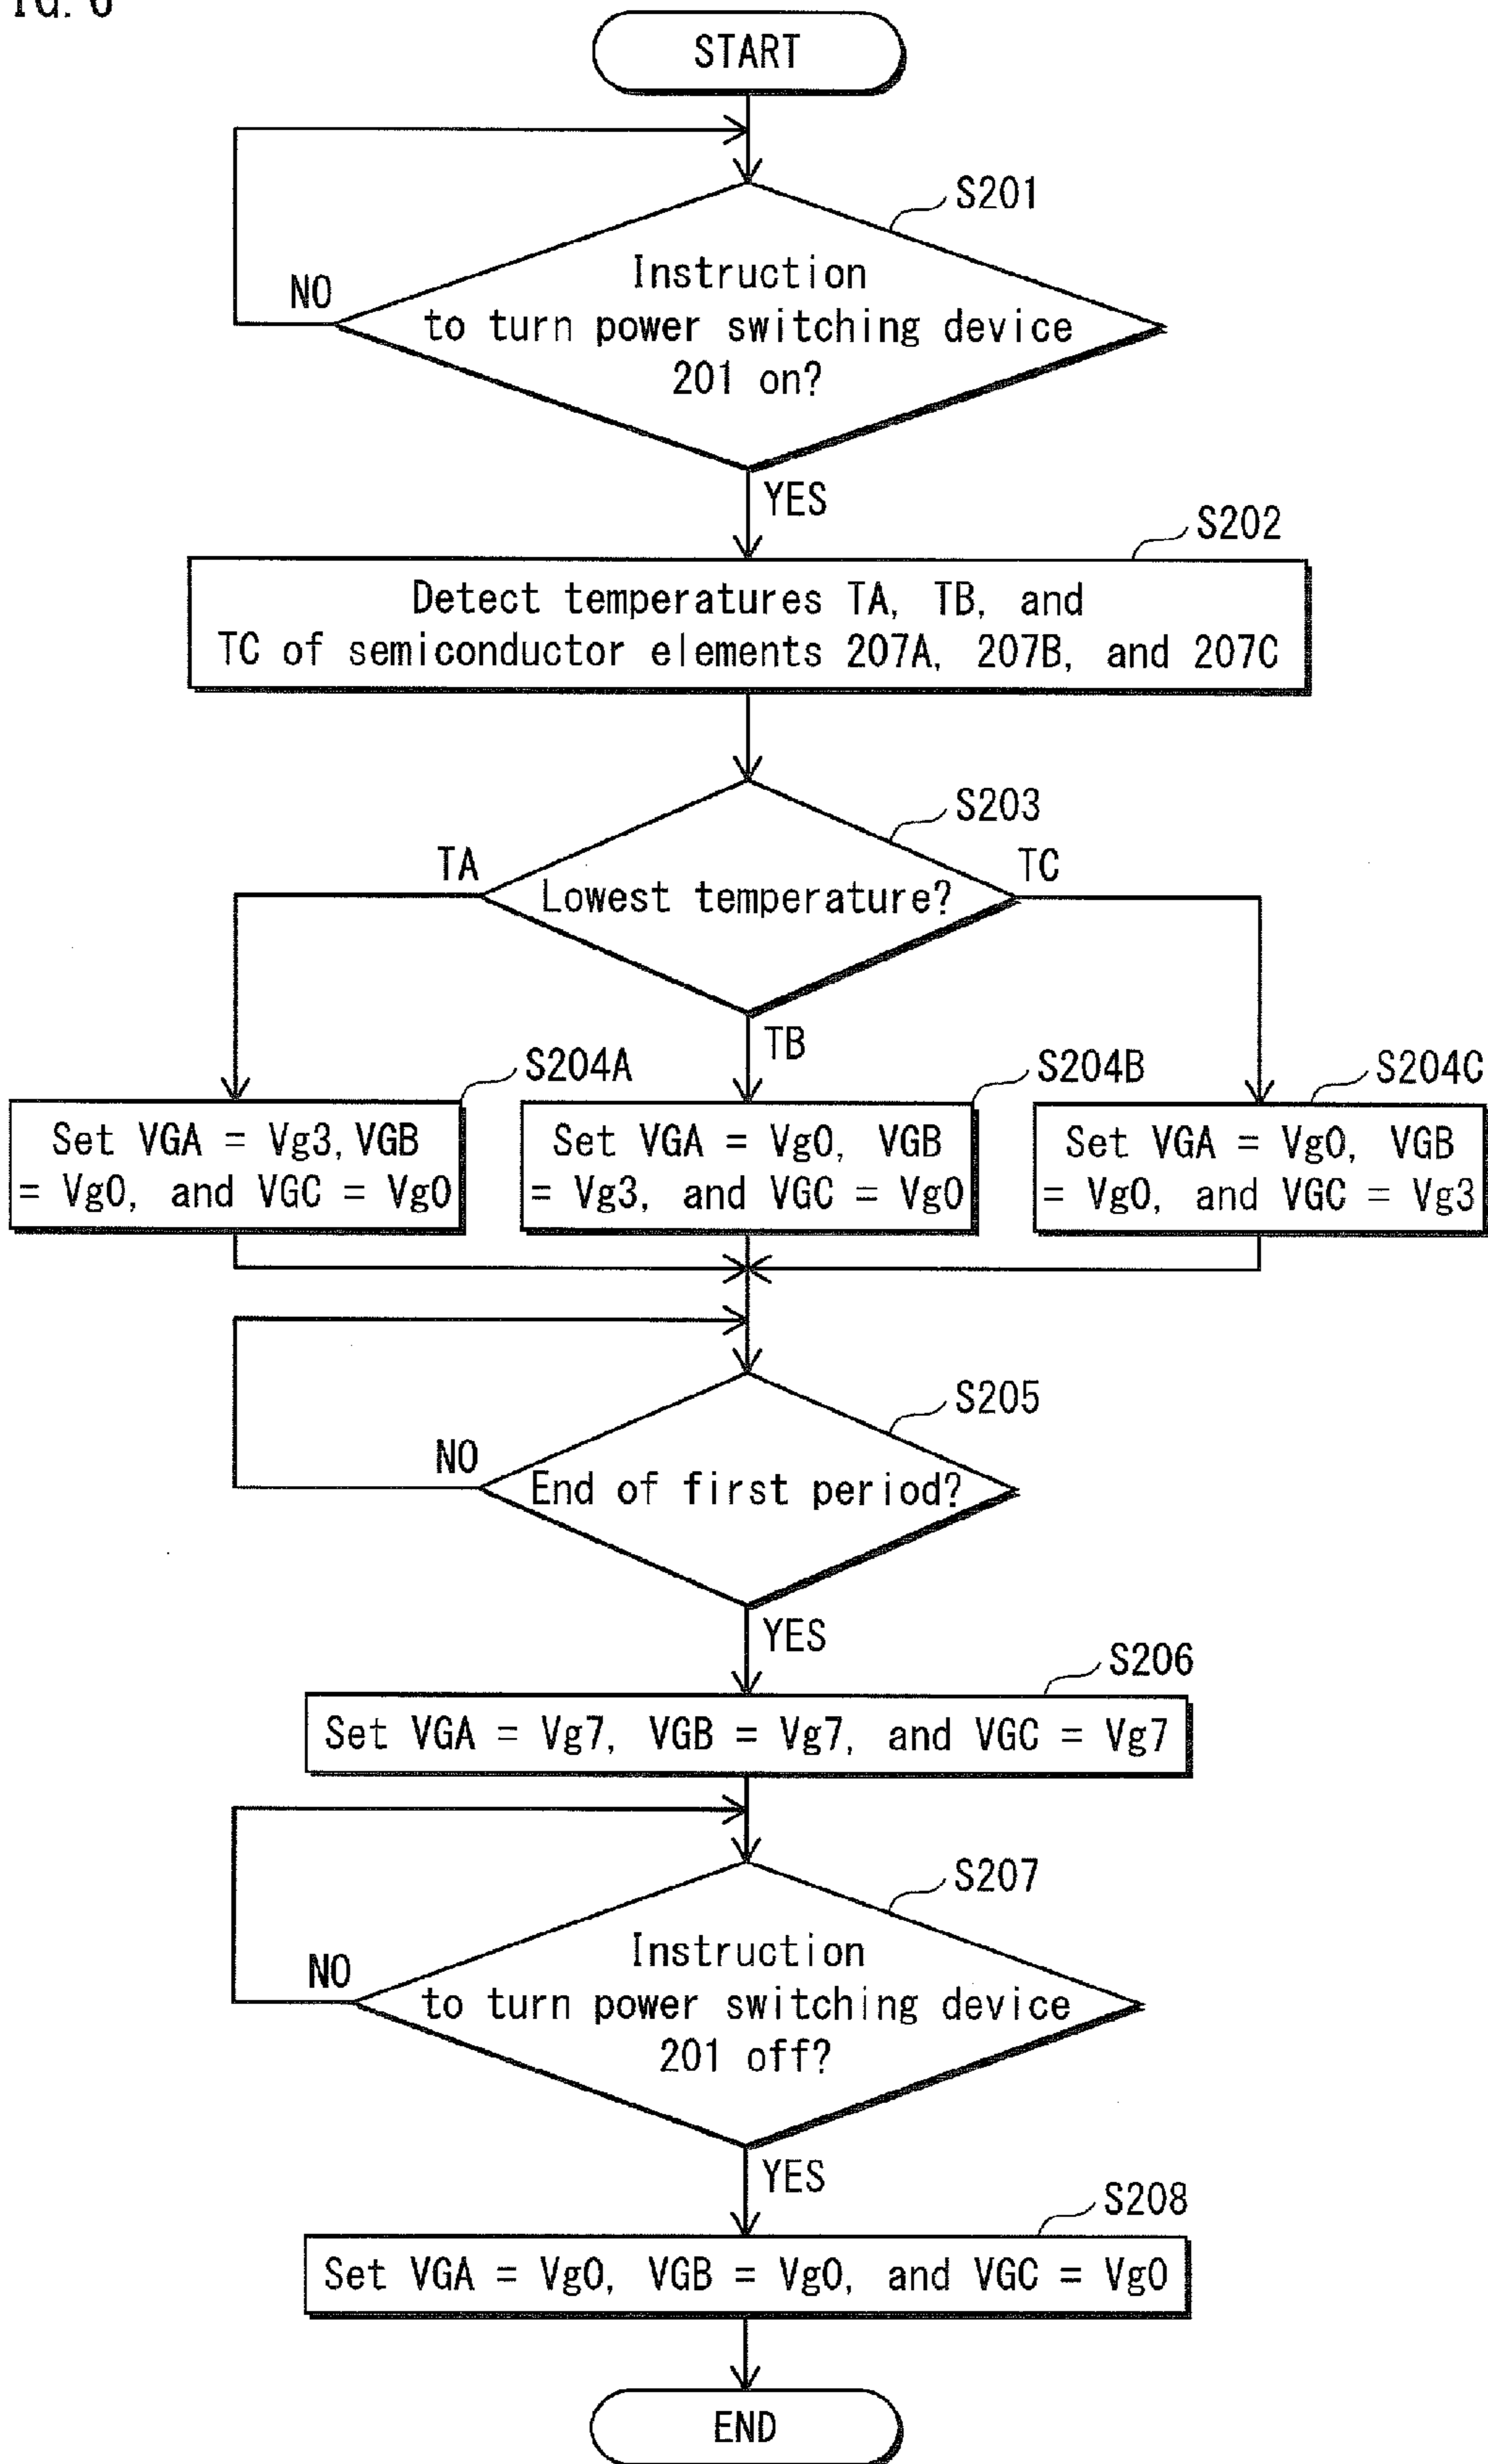 START
S201
Instruction
to turn power switching device
201 on?
NO
YES
S202
Detect temperatures TA, TB, and
TC of semiconductor elements 207A, 207B, and 207C
S203
TA
TC
Lowest temperature?
TB
S204A
S204B
S204C
Set VGA = Vg3, VGB
= Vg0, and VGC = Vg0
Set VGA = Vg0, VGB
= Vg3, and VGC = Vg0
Set VGA = Vg0, VGB
= Vg0, and VGC = Vg3
S205
NO
End of first period?
YES
S206
Set VGA = Vg7, VGB = Vg7, and VGC = Vg7
S207
Instruction
NO
to turn power switching device
201 off?
YES
S208
Set VGA = Vg0, VGB = Vg0, and VGC = Vg0
END